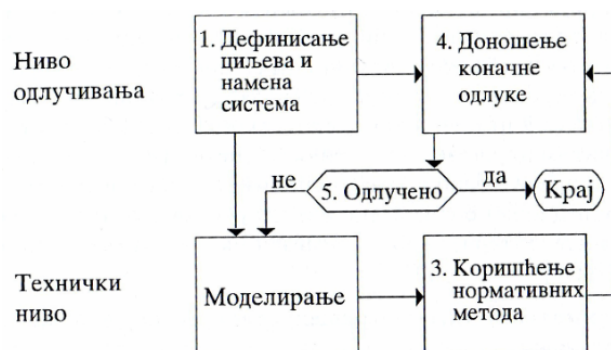 Ниво
одлучивања
1. Дефинисање
циљева и
намена
система
4. Доношење
коначне
одлуке
не
5. Одлучено
да
Крај
Технички
ниво
Моделирање
3. Коришћење
нормативних
метода